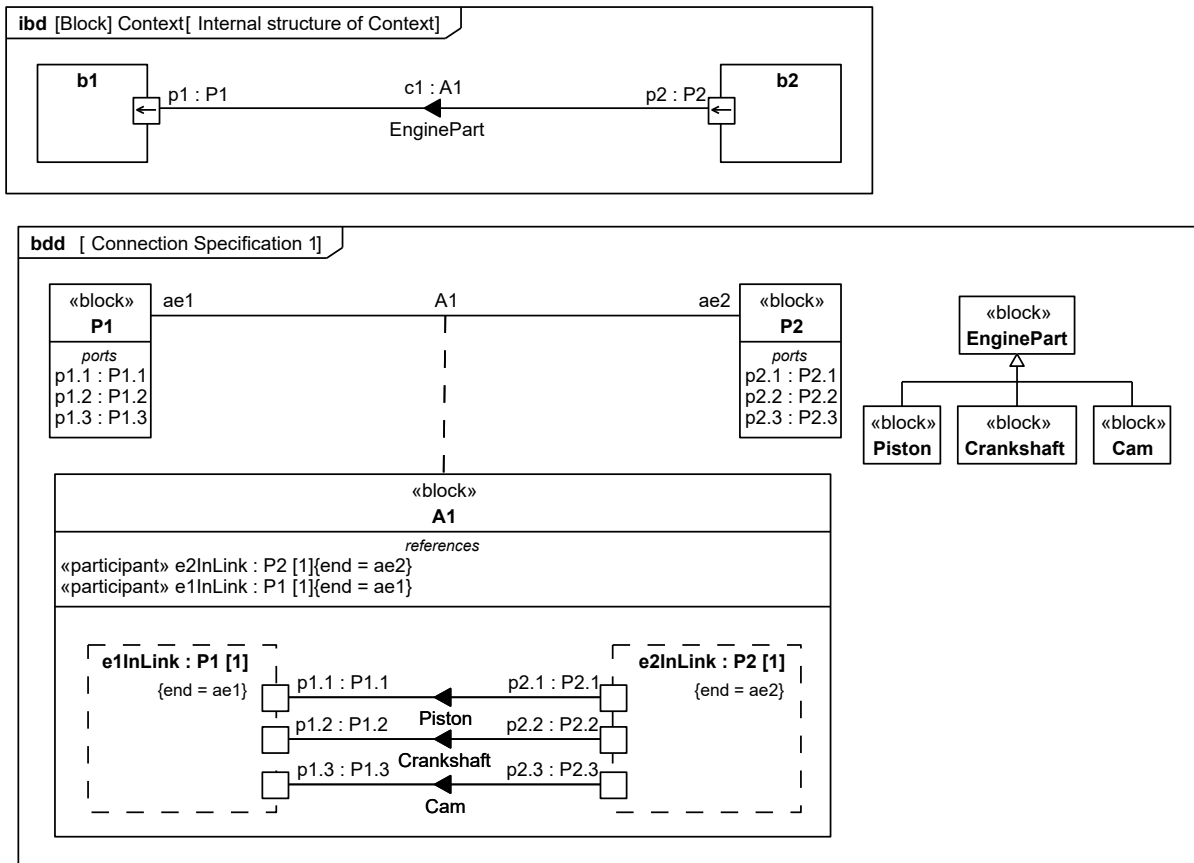 ibd [Block] Context[ Internal structure of Context]
b1
p1 : P1
c1 : A1
EnginePart
p2 : P2
b2
bdd [ Connection Specification 1]
«block»
P1
ports
p1.1 : P1.1
p1.2 : P1.2
p1.3 : P1.3
ae1
A1
ae2
«block»
P2
ports
p2.1 : P2.1
p2.2 : P2.2
p2.3 : P2.3
«block»
EnginePart
«block»
Piston
«block»
Crankshaft
«block»
Cam
«block»
A1
references
«participant» e2InLink : P2 [1]{end = ae2}
«participant» e1InLink : P1 [1]{end = ae1}
e1InLink : P1 [1]
{end = ae1}
e2InLink : P2 [1]
{end = ae2}
p1.1 : P1.1
p2.1 : P2.1
Piston
p1.2 : P1.2
p2.2 : P2.2
Crankshaft
p1.3 : P1.3
p2.3 : P2.3
Cam